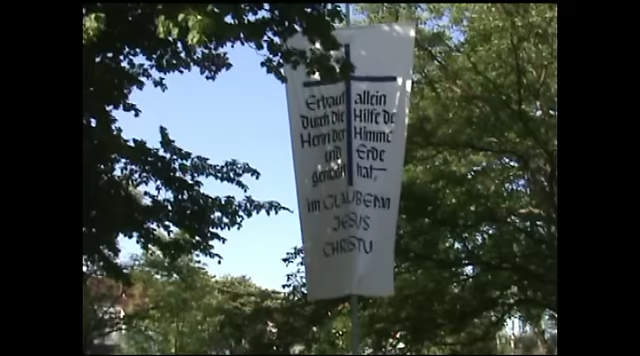 Erbaut allein
durch die Hilfe de
Herrn der Himme
und Erde
gemacht hat,
im GLAUBEN an
JESUS
CHRISTU